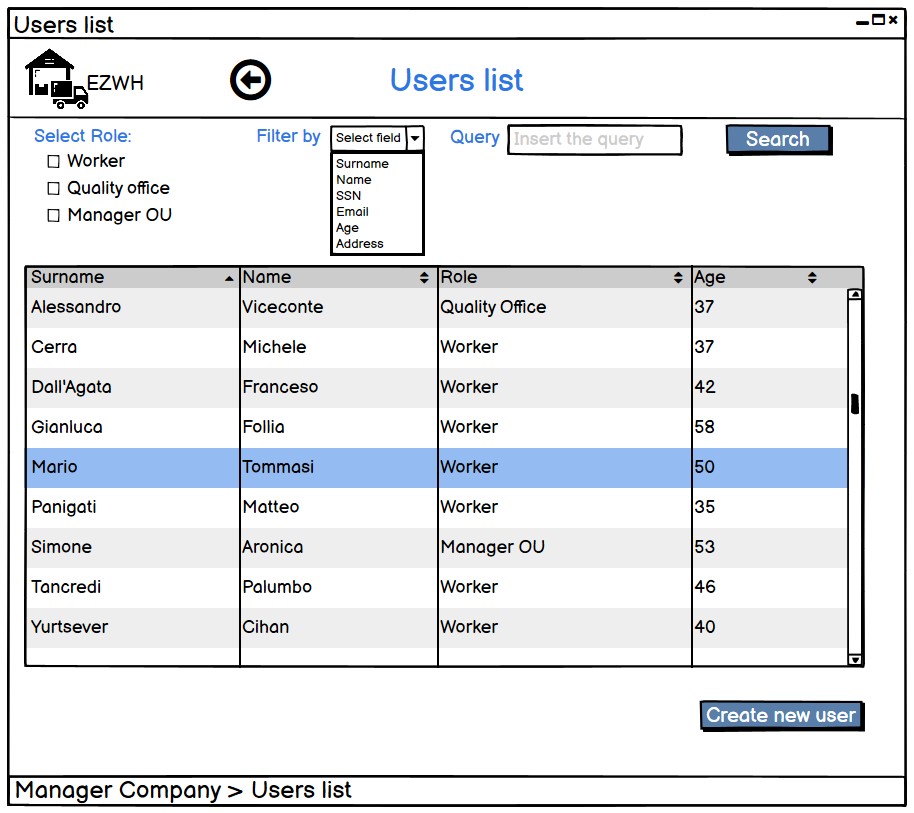 Users list
EZWH
Users list
Select Role:
Worker
Quality office
Manager OU
Filter by
Select field
Surname
Name
SSN
Email
Age
Address
Query
Insert the query
Search
Surname Name Role Age
Alessandro Viceconte Quality Office 37
Cerra Michele Worker 37
Dall'Agata Franceso Worker 42
Gianluca Follia Worker 58
Mario Tommasi Worker 50
Panigati Matteo Worker 35
Simone Aronica Manager OU 53
Tancredi Palumbo Worker 46
Yurtsever Cihan Worker 40
Create new user
Manager Company > Users list